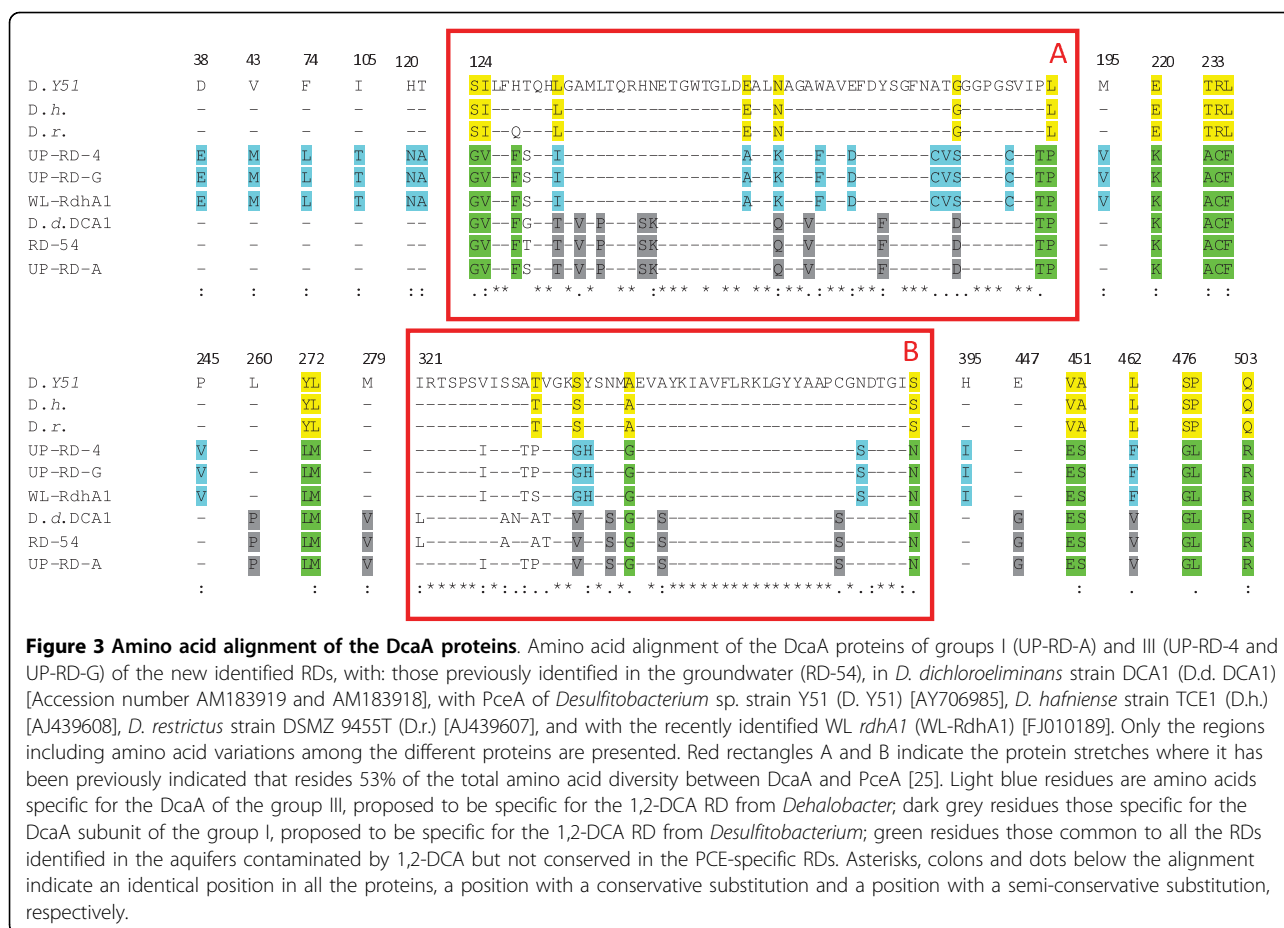 A
38 43 74 105 120 124 195 220 233
D.Y51 D V F I HT SILFHTQHLGAMLTQRHNETGWTGLDEALNAGAWAVEFDYSGFNATGGGPGSVIPL M E TRL
D.h. - - - - -- SI------L-----------------E--N----------------G--------L - E TRL
D.r. - - - - -- SI--Q---L-----------------E--N----------------G--------L - E TRL
UP-RD-4 E M L T NA GV--FS--I-----------------A--K---F--D-------CVS----C--TP V K ACF
UP-RD-G E M L T NA GV--FS--I-----------------A--K---F--D-------CVS----C--TP V K ACF
WL-RdhA1 E M L T NA GV--FS--I-----------------A--K---F--D-------CVS----C--TP V K ACF
D.d.DCA1 - - - - -- GV--FG--T-V-P---SK-----------Q--V------F------D-------TP - K ACF
RD-54 - - - - -- GV--FT--T-V-P---SK-----------Q--V------F------D-------TP - K ACF
UP-RD-A - - - - -- GV--FS--T-V-P---SK-----------Q--V------F------D-------TP - K ACF
: : : : :: .:** ** *.* ** *:*** * ** *** ** *.:**:** **....* ** **. : : :
B
245 260 272 279 321 395 447 451 462 476 503
D.Y51 P L YL M IRTSPSVISSATVGKSYSNMAEVAYKIAVFLRKLGYYAAPCGNDTGIS H E VA L SP Q
D.h. - - YL - -----------T---S----A--------------------------S - - VA L SP Q
D.r. - - YL - -----------T---S----A--------------------------S - - VA L SP Q
UP-RD-4 V - LM - ------I---TP---GH---G---------------------S----N I - ES F GL R
UP-RD-G V - LM - ------I---TP---GH---G---------------------S----N I - ES F GL R
WL-RdhA1 V - LM - ------I---TS---GH---G---------------------S----N I - ES F GL R
D.d.DCA1 - P LM V L-------AN-AT---V--S-G--S----------------S------N - G ES V GL R
RD-54 - P LM V L-------A--AT---V--S-G--S----------------S------N - G ES V GL R
UP-RD-A - P LM V ------I---TP---V--S-G--S----------------S------N - G ES V GL R
: : :*****:*.:.:..** :*.*. **:****************.*:****. : : . . :
Figure 3 Amino acid alignment of the DcaA proteins. Amino acid alignment of the DcaA proteins of groups I (UP-RD-A) and III (UP-RD-4 and
UP-RD-G) of the new identified RDs, with: those previously identified in the groundwater (RD-54), in D. dichloroeliminans strain DCA1 (D.d. DCA1)
[Accession number AM183919 and AM183918], with PceA of Desulfitobacterium sp. strain Y51 (D. Y51) [AY706985], D. hafniense strain TCE1 (D.h.)
[AJ439608], D. restrictus strain DSMZ 9455T (D.r.) [AJ439607], and with the recently identified WL rdhA1 (WL-RdhA1) [FJ010189]. Only the regions
including amino acid variations among the different proteins are presented. Red rectangles A and B indicate the protein stretches where it has
been previously indicated that resides 53% of the total amino acid diversity between DcaA and PceA [25]. Light blue residues are amino acids
specific for the DcaA of the group III, proposed to be specific for the 1,2-DCA RD from Dehalobacter; dark grey residues those specific for the
DcaA subunit of the group I, proposed to be specific for the 1,2-DCA RD from Desulfitobacterium; green residues those common to all the RDs
identified in the aquifers contaminated by 1,2-DCA but not conserved in the PCE-specific RDs. Asterisks, colons and dots below the alignment
indicate an identical position in all the proteins, a position with a conservative substitution and a position with a semi-conservative substitution,
respectively.